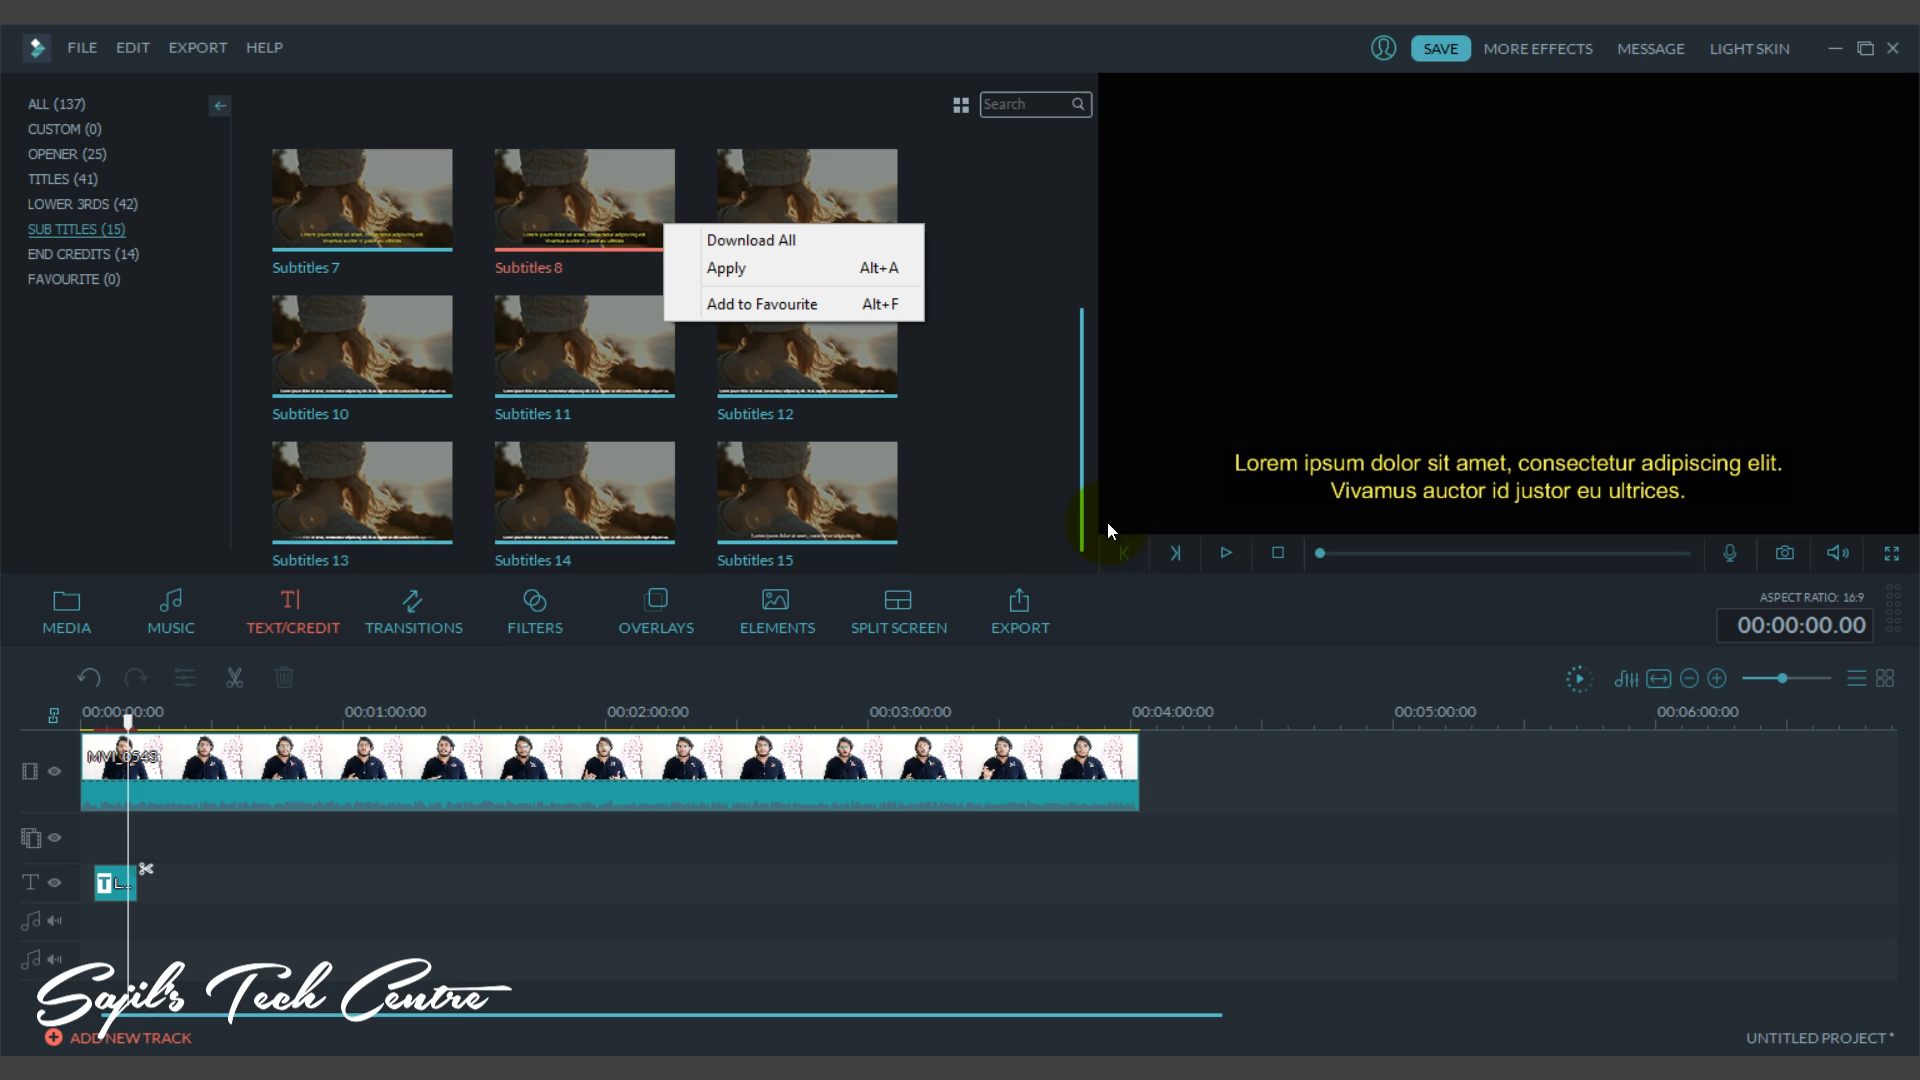 FILE EDIT EXPORT HELP
SAVE MORE EFFECTS MESSAGE LIGHT SKIN
ALL (137)
CUSTOM (0)
OPENER (25)
TITLES (41)
LOWER 3RDS (42)
SUB TITLES (15)
END CREDITS (14)
FAVOURITE (0)
Search
Subtitles 7
Subtitles 8
Download All
Apply Alt+A
Add to Favourite Alt+F
Subtitles 10
Subtitles 11
Subtitles 12
Subtitles 13
Subtitles 14
Subtitles 15
Lorem ipsum dolor sit amet, consectetur adipiscing elit.
Vivamus auctor id justor eu ultrices.
MEDIA MUSIC TEXT/CREDIT TRANSITIONS FILTERS OVERLAYS ELEMENTS SPLIT SCREEN EXPORT
ASPECT RATIO: 16:9
00:00:00.00
00:00:00:00 00:01:00:00 00:02:00:00 00:03:00:00 00:04:00:00 00:05:00:00 00:06:00:00
MVI_0543
T L...
Sajil's Tech Centre
ADD NEW TRACK
UNTITLED PROJECT *